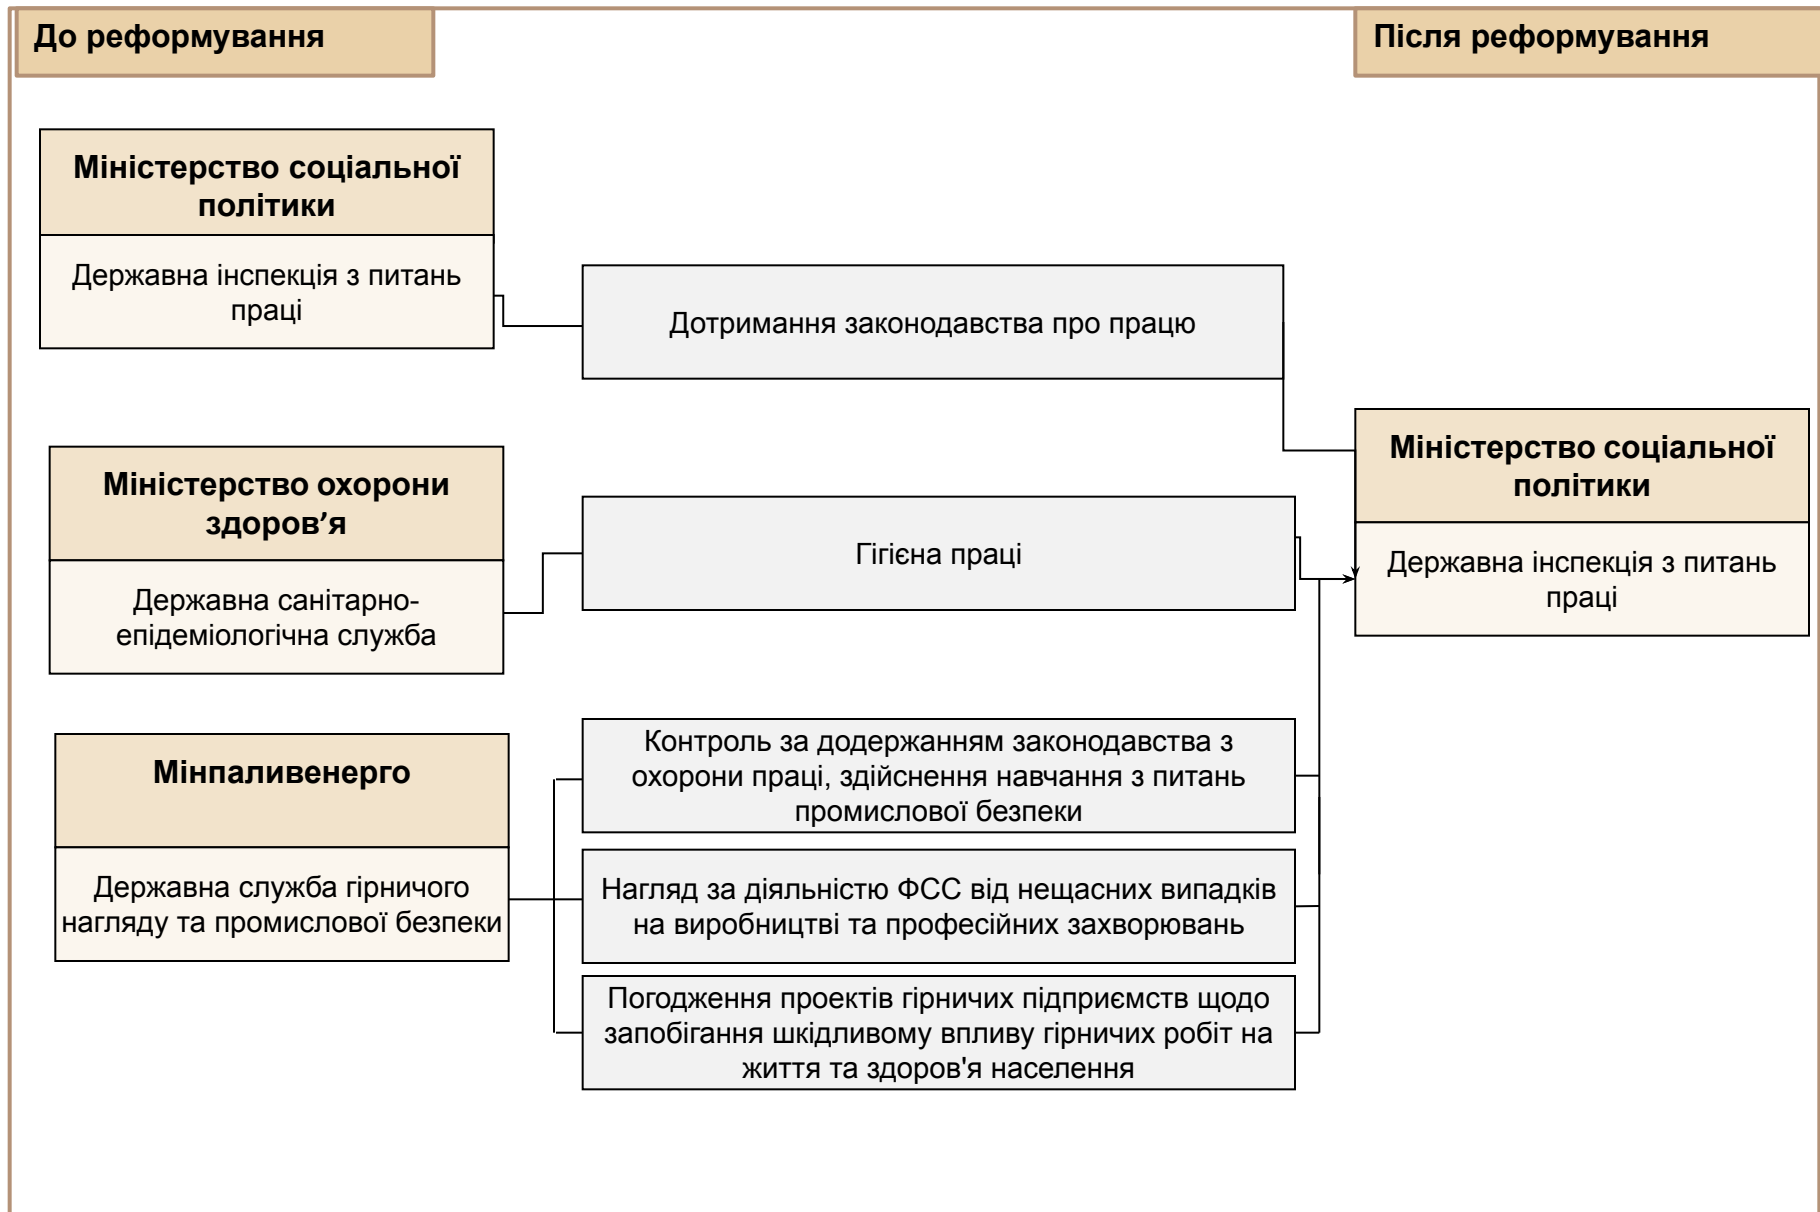 До реформування
Після реформування
Міністерство соціальної
політики
Державна інспекція з питань
праці
Дотримання законодавства про працю
Міністерство охорони
здоров’я
Державна санітарно-
епідеміологічна служба
Гігієна праці
Міністерство соціальної
політики
Державна інспекція з питань
праці
Мінпаливенерго
Державна служба гірничого
нагляду та промислової безпеки
Контроль за додержанням законодавства з
охорони праці, здійснення навчання з питань
промислової безпеки
Нагляд за діяльністю ФСС від нещасних випадків
на виробництві та професійних захворювань
Погодження проектів гірничих підприємств щодо
запобігання шкідливому впливу гірничих робіт на
життя та здоров'я населення